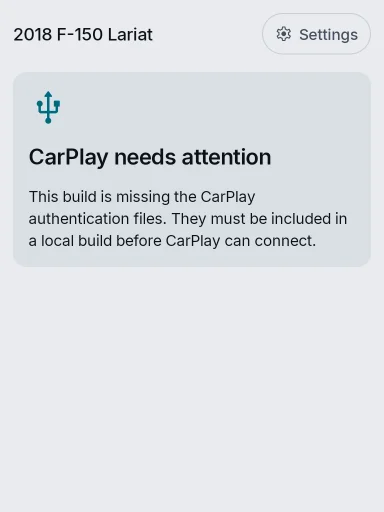 2018 F-150 Lariat
Settings
CarPlay needs attention
This build is missing the CarPlay
authentication files. They must be included in
a local build before CarPlay can connect.